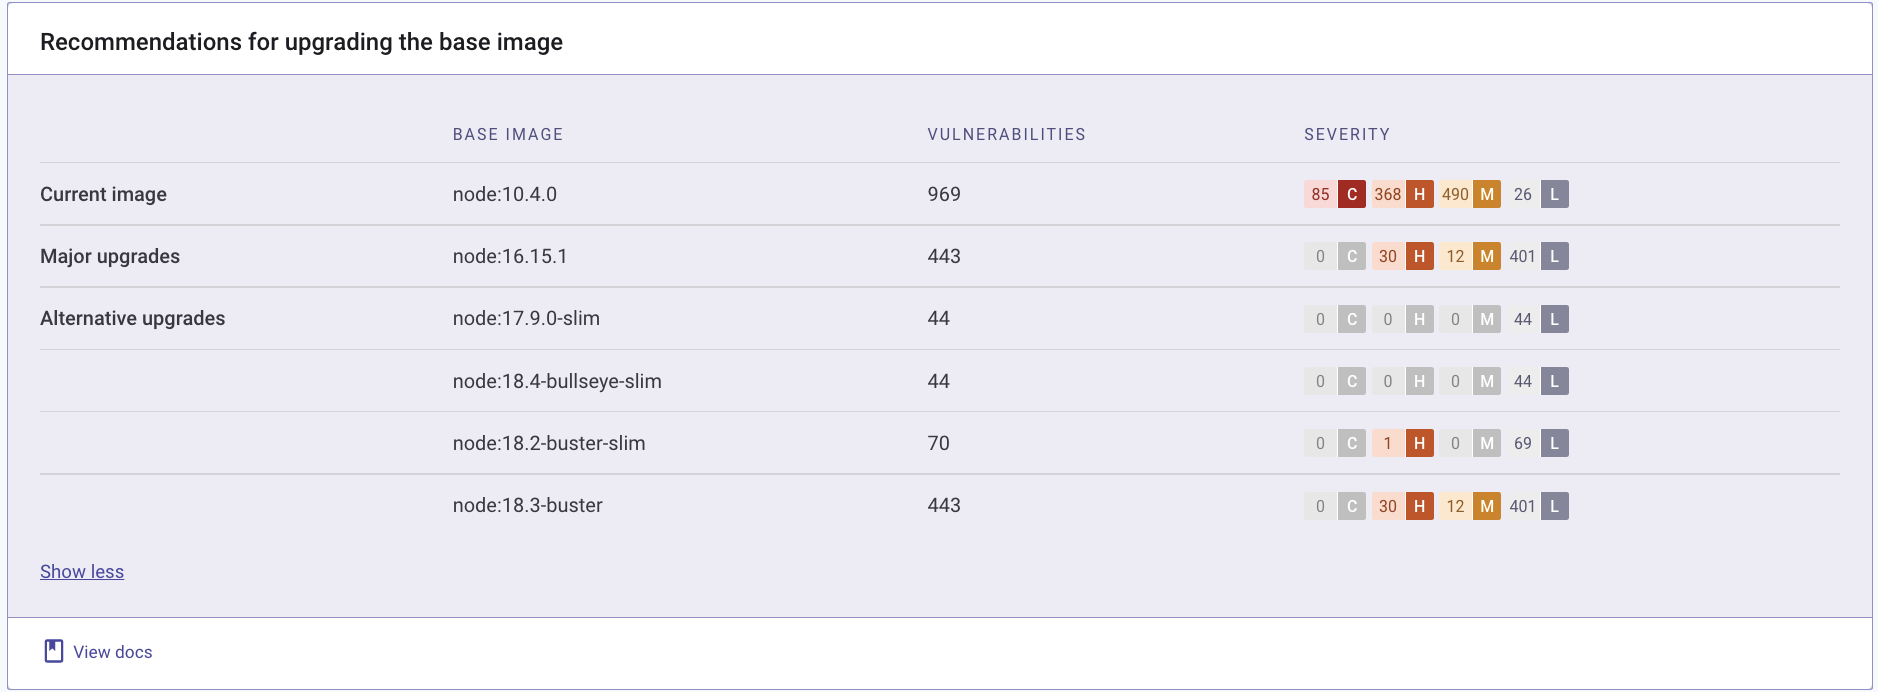 Recommendations for upgrading the base image
BASE IMAGE VULNERABILITIES SEVERITY
Current image node:10.4.0 969 85 C 368 H 490 M 26 L
Major upgrades node:16.15.1 443 0 C 30 H 12 M 401 L
Alternative upgrades node:17.9.0-slim 44 0 C 0 H 0 M 44 L
node:18.4-bullseye-slim 44 0 C 0 H 0 M 44 L
node:18.2-buster-slim 70 0 C 1 H 0 M 69 L
node:18.3-buster 443 0 C 30 H 12 M 401 L
Show less
View docs